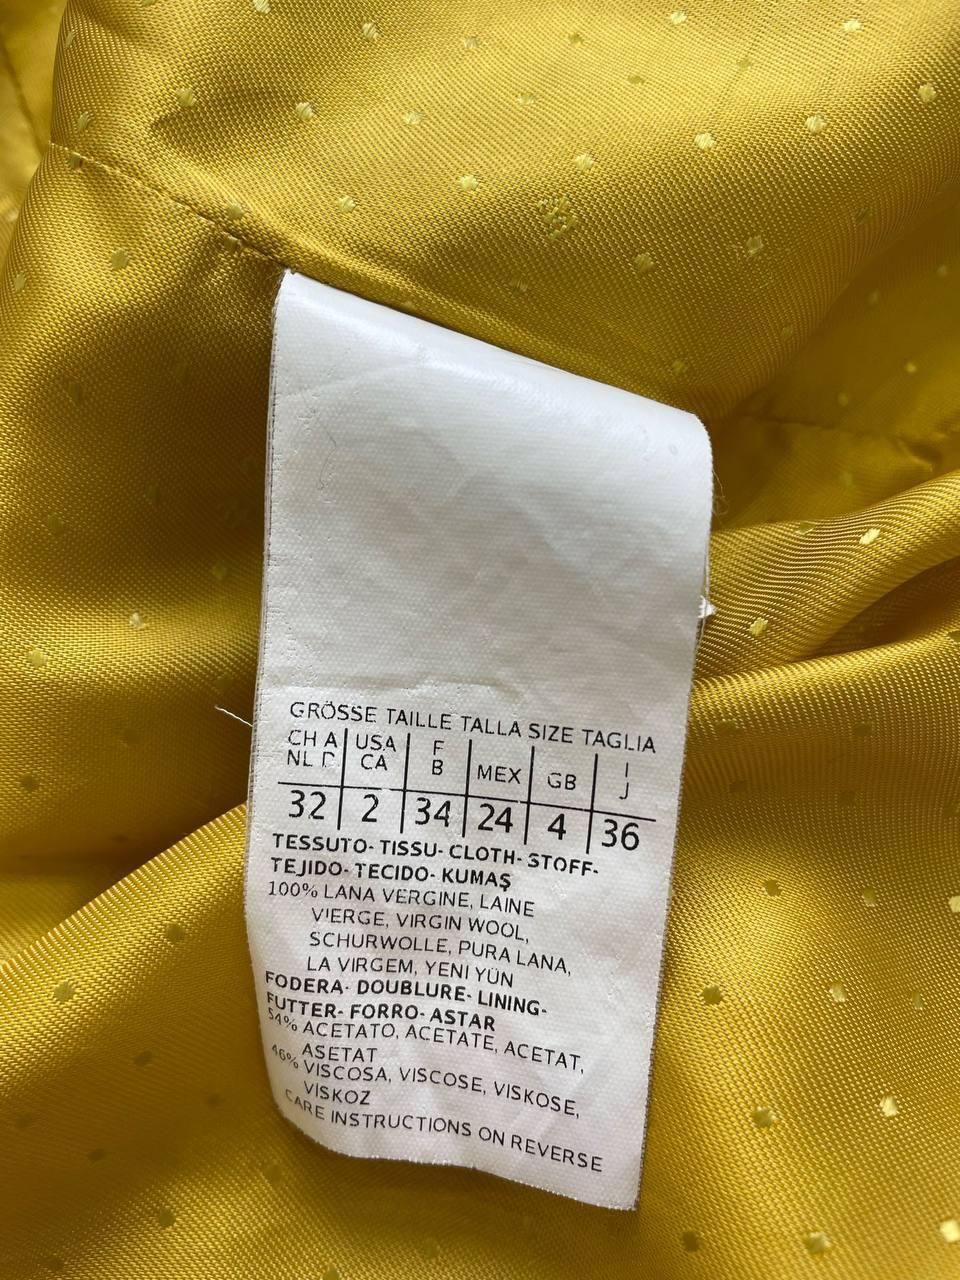 GRÖSSE TAILLE TALLA SIZE TAGLIA
CH A USA F I
NL D CA B MEX GB J
32 2 34 24 4 36
TESSUTO- TISSU- CLOTH- STOFF-
TEJIDO- TECIDO- KUMAŞ
100% LANA VERGINE, LAINE
VIERGE, VIRGIN WOOL,
SCHURWOLLE, PURA LANA,
LA VIRGEM, YENI YÜN
FODERA- DOUBLURE- LINING-
FUTTER- FORRO- ASTAR
54% ACETATO, ACETATE, ACETAT,
ASETAT
46% VISCOSA, VISCOSE, VISKOSE,
VISKOZ
CARE INSTRUCTIONS ON REVERSE